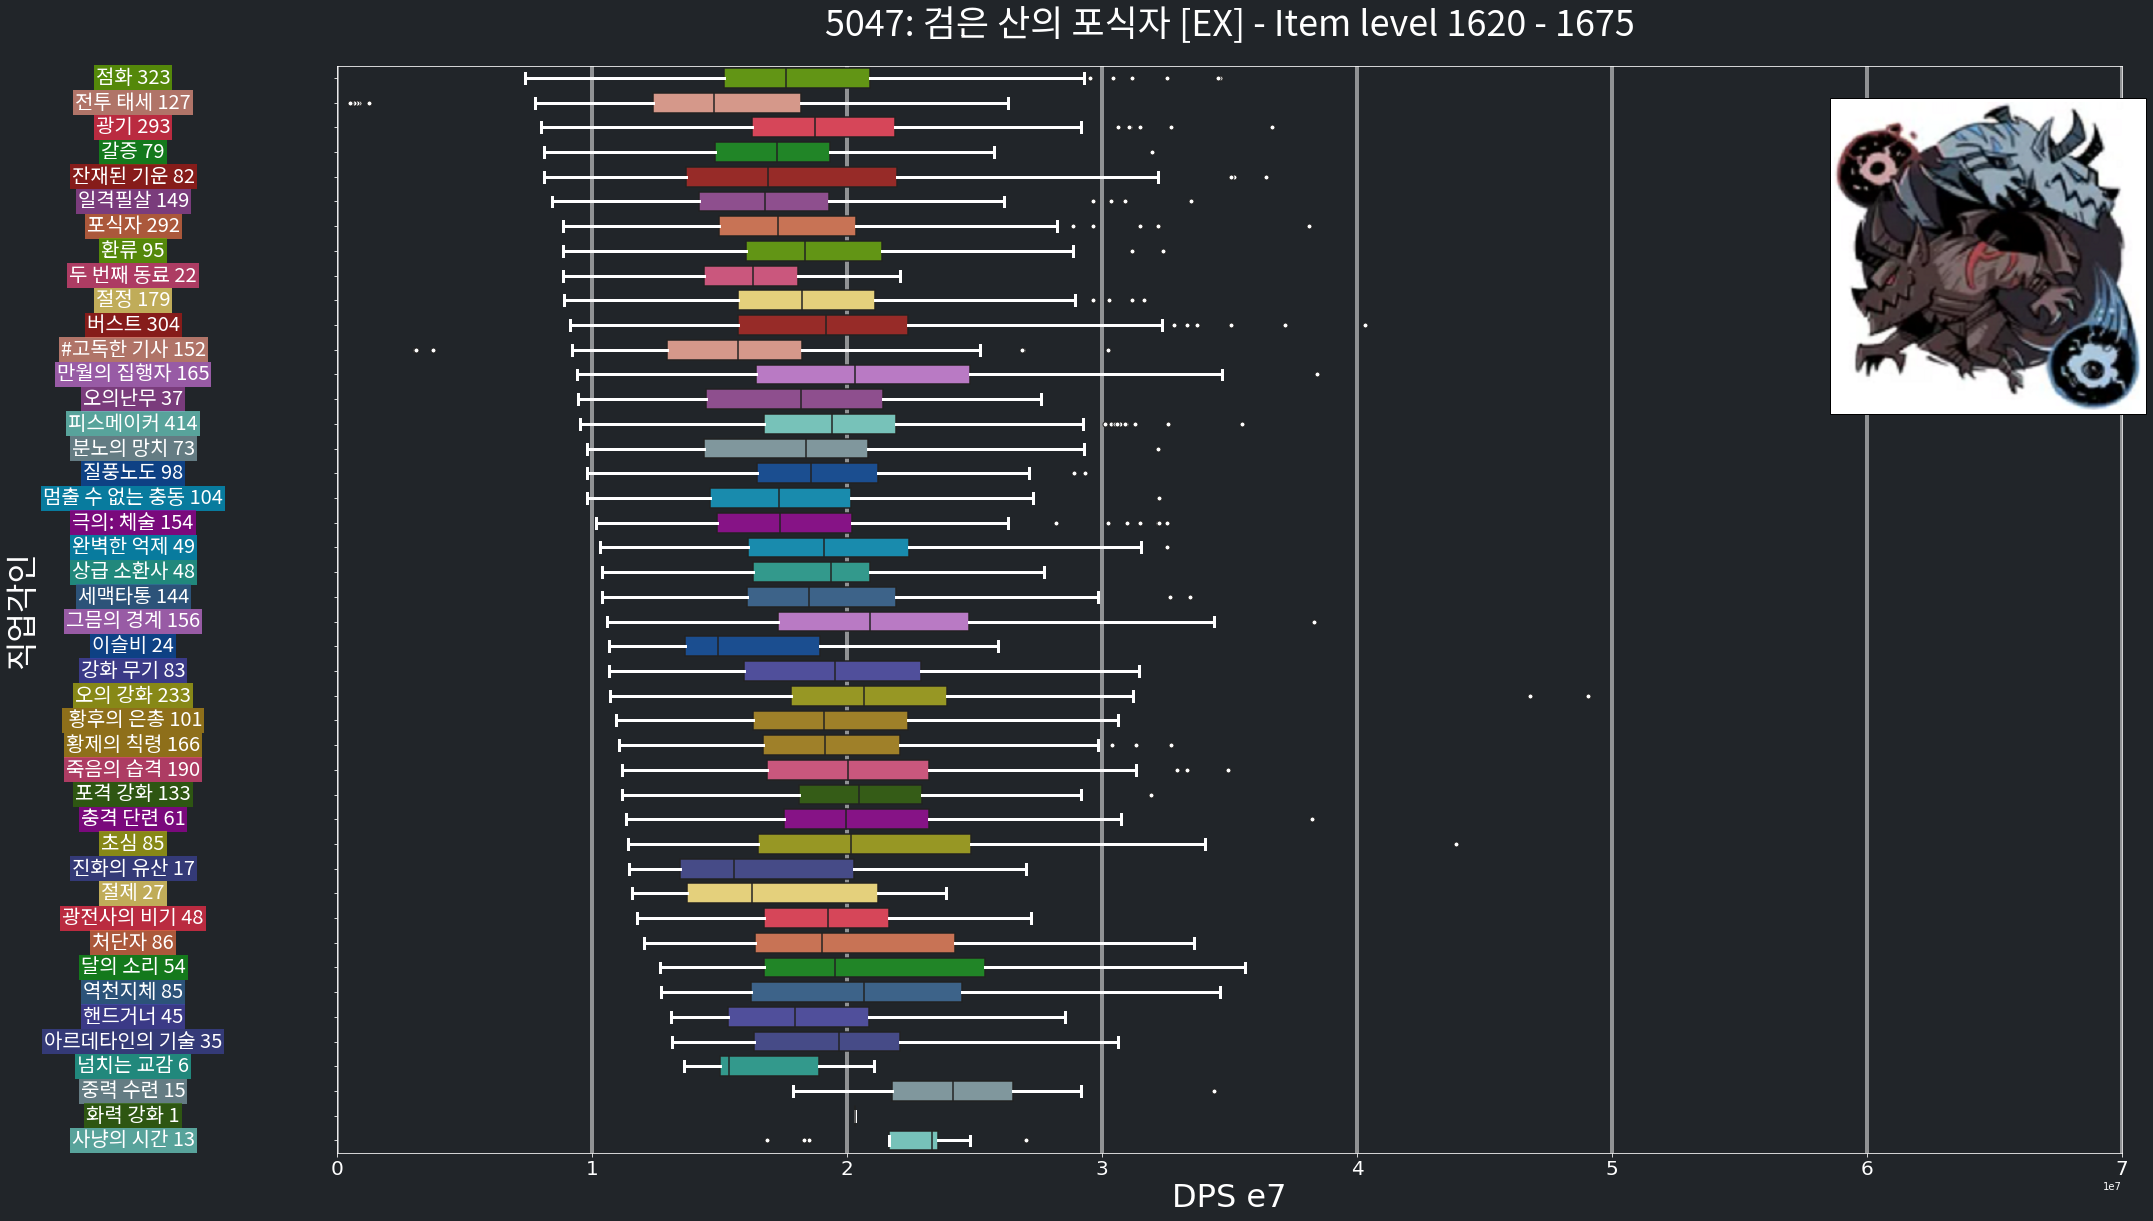 5047: 검은 산의 포식자 [EX] - Item level 1620 - 1675
직업각인
점화 323
전투 태세 127
광기 293
갈증 79
잔재된 기운 82
일격필살 149
포식자 292
환류 95
두 번째 동료 22
절정 179
버스트 304
#고독한 기사 152
만월의 집행자 165
오의난무 37
피스메이커 414
분노의 망치 73
질풍노도 98
멈출 수 없는 충동 104
극의: 체술 154
완벽한 억제 49
상급 소환사 48
세맥타통 144
그믐의 경계 156
이슬비 24
강화 무기 83
오의 강화 233
황후의 은총 101
황제의 칙령 166
죽음의 습격 190
포격 강화 133
충격 단련 61
초심 85
진화의 유산 17
절제 27
광전사의 비기 48
처단자 86
달의 소리 54
역천지체 85
핸드거너 45
아르데타인의 기술 35
넘치는 교감 6
중력 수련 15
화력 강화 1
사냥의 시간 13
0 1 2 3 4 5 6 7
1e7
DPS e7